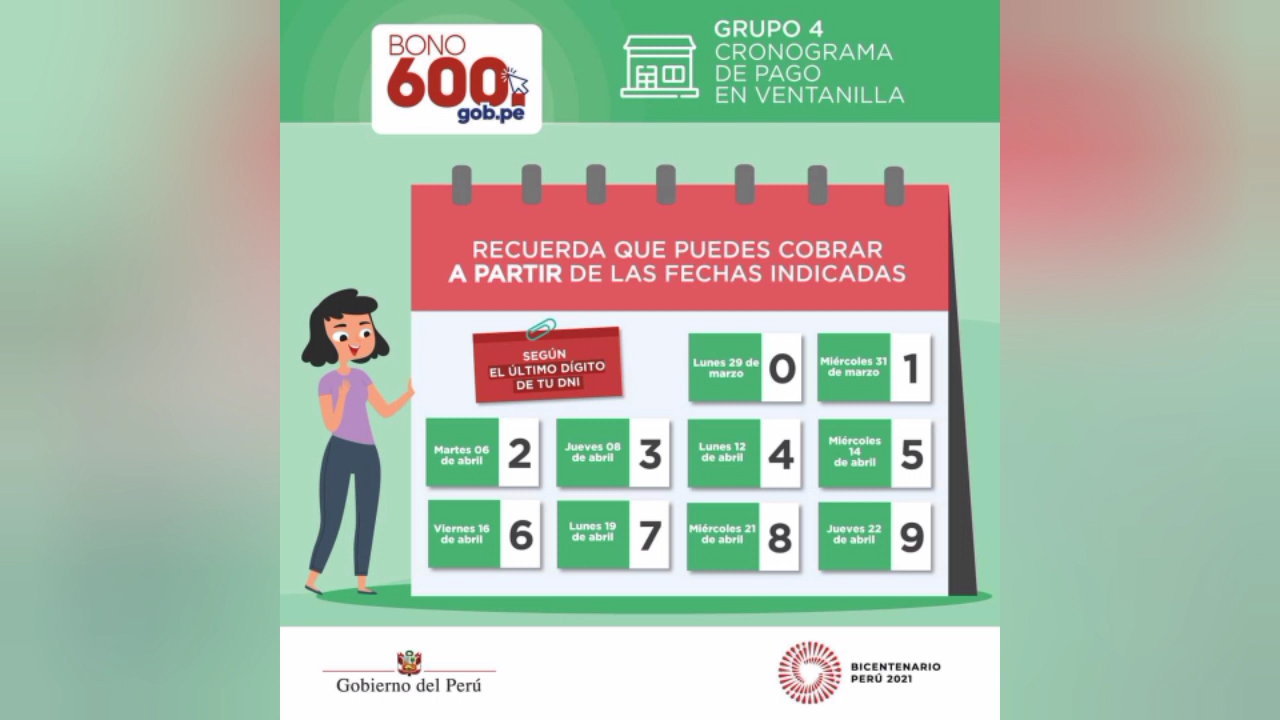 BONO
600
gob.pe
GRUPO 4
CRONOGRAMA
DE PAGO
EN VENTANILLA
RECUERDA QUE PUEDES COBRAR
A PARTIR DE LAS FECHAS INDICADAS
SEGÚN
EL ÚLTIMO DÍGITO
DE TU DNI
Lunes 29 de
marzo
0
Miércoles 31
de marzo
1
Martes 06
de abril
2
Jueves 08
de abril
3
Lunes 12
de abril
4
Miércoles
14
de abril
5
Viernes 16
de abril
6
Lunes 19
de abril
7
Miércoles 21
de abril
8
Jueves 22
de abril
9
Gobierno del Perú
BICENTENARIO
PERÚ 2021